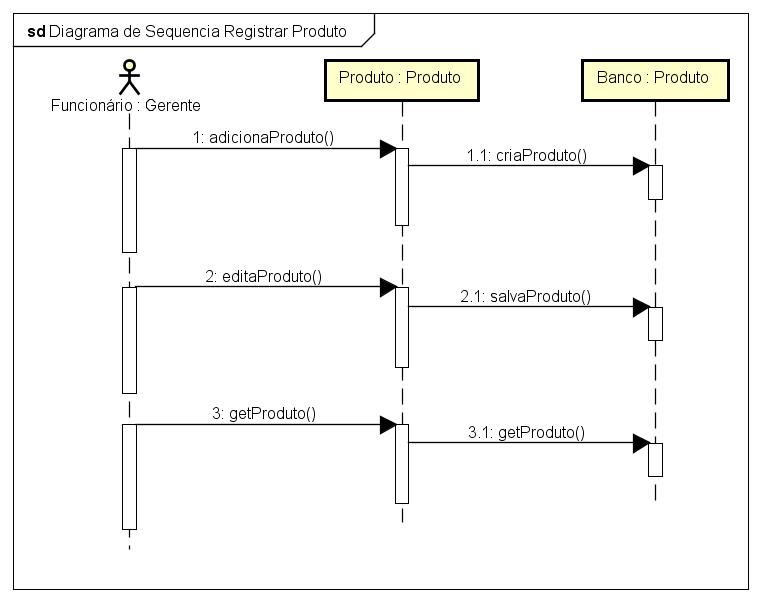 sd Diagrama de Sequencia Registrar Produto
Funcionário : Gerente
Produto : Produto
Banco : Produto
1: adicionaProduto()
1.1: criaProduto()
2: editaProduto()
2.1: salvaProduto()
3: getProduto()
3.1: getProduto()